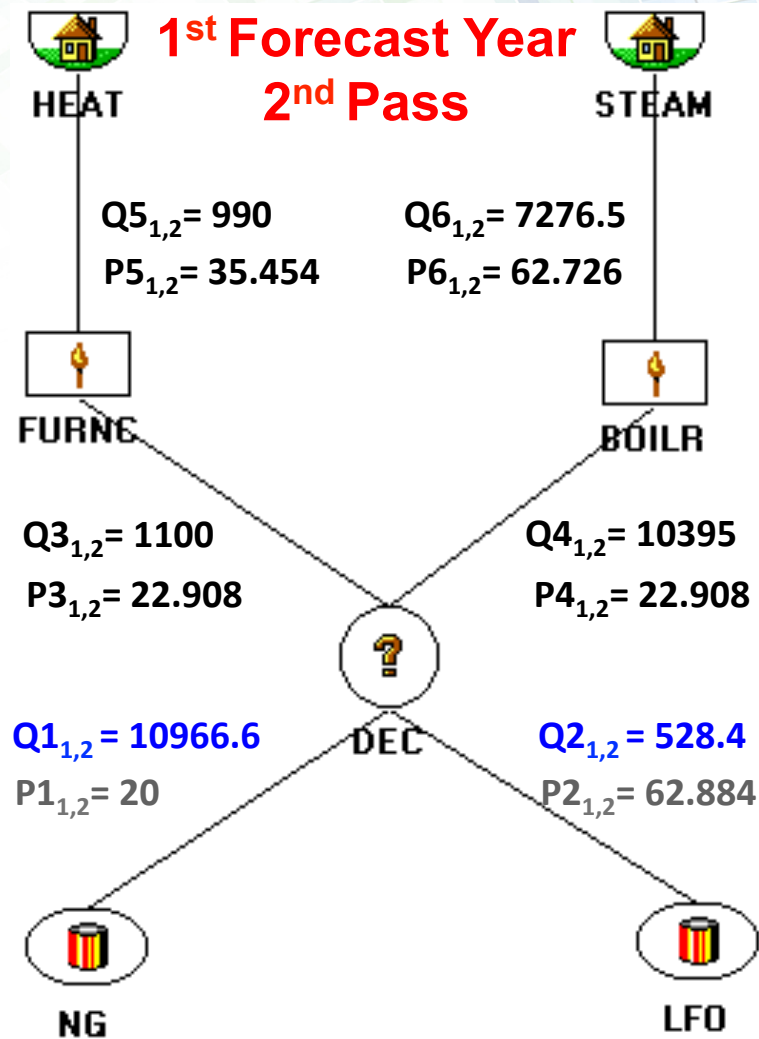 1st Forecast Year
2nd Pass
HEAT
STEAM
Q5₁,₂= 990
Q6₁,₂= 7276.5
P5₁,₂= 35.454
P6₁,₂= 62.726
FURNC
BOILR
Q3₁,₂= 1100
Q4₁,₂= 10395
P3₁,₂= 22.908
P4₁,₂= 22.908
?
Q1₁,₂ = 10966.6
DEC
Q2₁,₂ = 528.4
P1₁,₂= 20
P2₁,₂= 62.884
NG
LFO